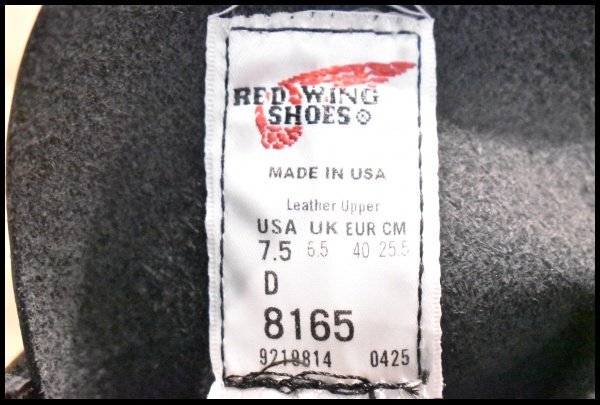 RED WING
SHOES ®
MADE IN USA
Leather Upper
USA UK EUR CM
7.5 6.5 40 25.5
D
8165
9219814 0425